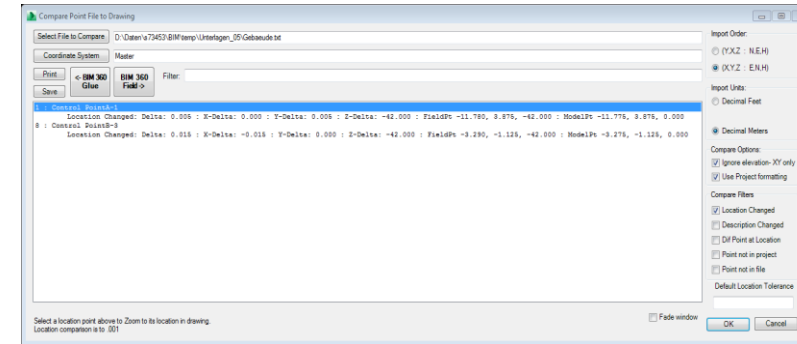 Compare Point File to Drawing
Select File to Compare D:\Daten\a73453\BIM\temp\Unterlagen_05\Gebaeude.txt
Coordinate System Master
Print <- BIM 360 Glue BIM 360 Field -> Filter:
Save
1 : Control PointA-1
Location Changed: Delta: 0.005 : X-Delta: 0.000 : Y-Delta: 0.005 : Z-Delta: -42.000 : FieldPt -11.780, 3.875, -42.000 : ModelPt -11.775, 3.875, 0.000
8 : Control PointB-3
Location Changed: Delta: 0.015 : X-Delta: -0.015 : Y-Delta: 0.000 : Z-Delta: -42.000 : FieldPt -3.290, -1.125, -42.000 : ModelPt -3.275, -1.125, 0.000
Select a location point above to Zoom to its location in drawing.
Location comparison is to .001
Fade window
Import Order:
(Y,X,Z : N,E,H)
(X,Y,Z : E,N,H)
Import Units:
Decimal Feet
Decimal Meters
Compare Options:
Ignore elevation- XY only
Use Project formatting
Compare Filters
Location Changed
Description Changed
Dif Point at Location
Point not in project
Point not in file
Default Location Tolerance
OK Cancel